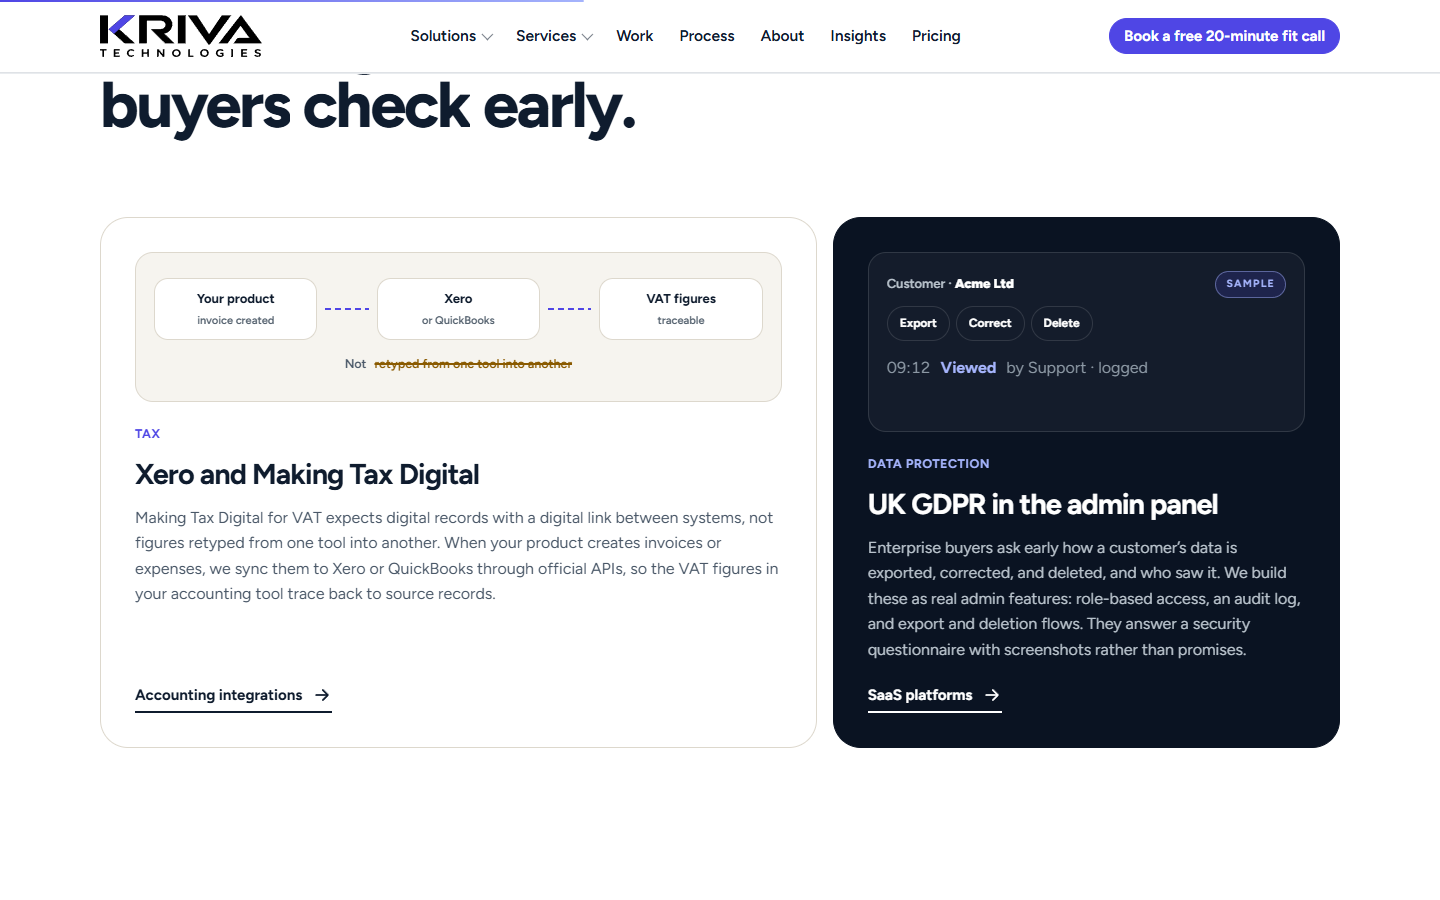 KRIVA
TECHNOLOGIES
Solutions
Services
Work
Process
About
Insights
Pricing
Book a free 20-minute fit call
buyers check early.
Your product
invoice created
Xero
or QuickBooks
VAT figures
traceable
Not retyped from one tool into another
TAX
Xero and Making Tax Digital
Making Tax Digital for VAT expects digital records with a digital link between systems, not
figures retyped from one tool into another. When your product creates invoices or
expenses, we sync them to Xero or QuickBooks through official APIs, so the VAT figures in
your accounting tool trace back to source records.
Accounting integrations
Customer · Acme Ltd
SAMPLE
Export
Correct
Delete
09:12 Viewed by Support · logged
DATA PROTECTION
UK GDPR in the admin panel
Enterprise buyers ask early how a customer’s data is
exported, corrected, and deleted, and who saw it. We build
these as real admin features: role-based access, an audit log,
and export and deletion flows. They answer a security
questionnaire with screenshots rather than promises.
SaaS platforms